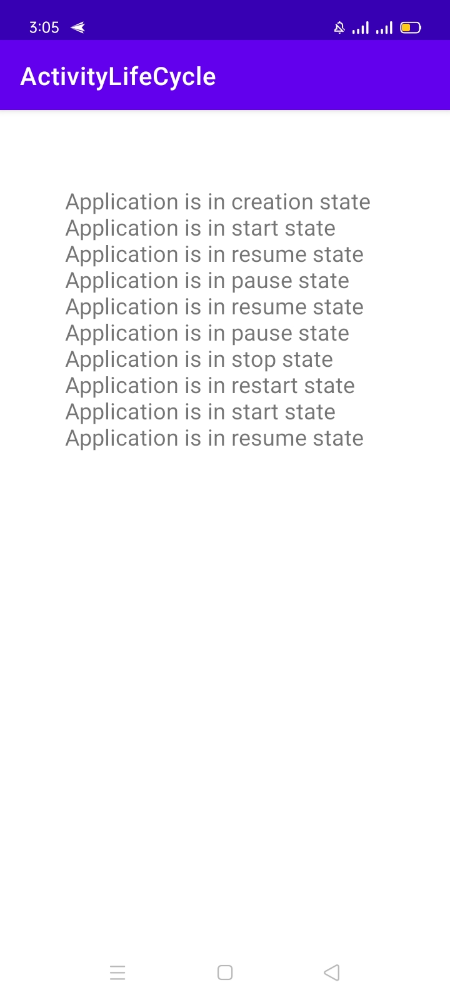 3:05
ActivityLifeCycle
Application is in creation state
Application is in start state
Application is in resume state
Application is in pause state
Application is in resume state
Application is in pause state
Application is in stop state
Application is in restart state
Application is in start state
Application is in resume state